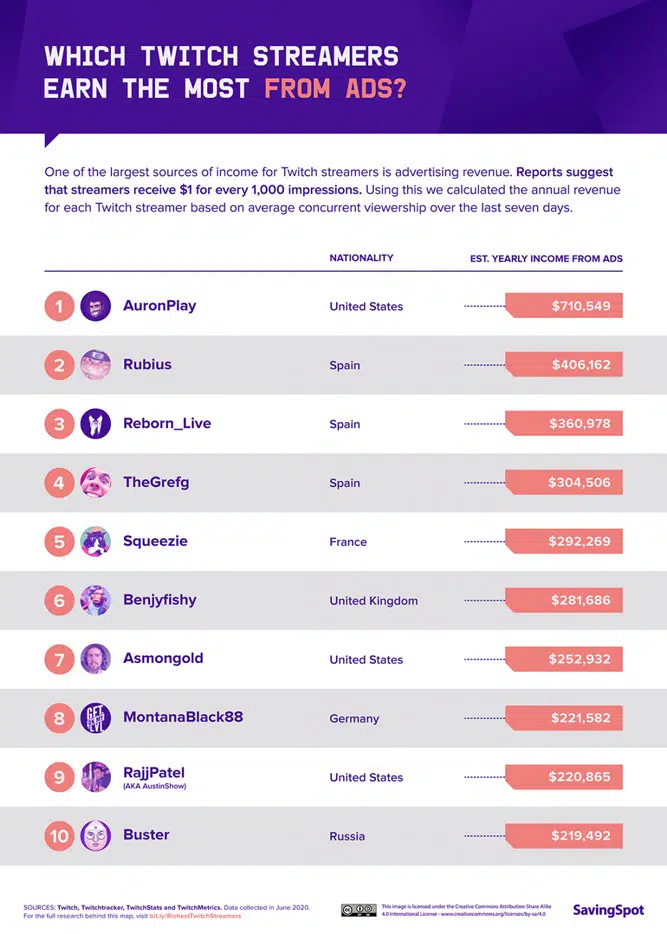 WHICH TWITCH STREAMERS
EARN THE MOST FROM ADS?
One of the largest sources of income for Twitch streamers is advertising revenue. Reports suggest
that streamers receive $1 for every 1,000 impressions. Using this we calculated the annual revenue
for each Twitch streamer based on average concurrent viewership over the last seven days.
NATIONALITY EST. YEARLY INCOME FROM ADS
1 AuronPlay United States $710,549
2 Rubius Spain $406,162
3 Reborn_Live Spain $360,978
4 TheGrefg Spain $304,506
5 Squeezie France $292,269
6 Benjyfishy United Kingdom $281,686
7 Asmongold United States $252,932
8 MontanaBlack88 Germany $221,582
9 RajjPatel United States $220,865
(AKA AustinShow)
10 Buster Russia $219,492
SOURCES: Twitch, Twitchtracker, TwitchStats and TwitchMetrics. Data collected in June 2020.
For the full research behind this map, visit bit.ly/RichestTwitchStreamers
This image is licensed under the Creative Commons Attribution-Share Alike
4.0 International License - www.creativecommons.org/licenses/by-sa/4.0
SavingSpot